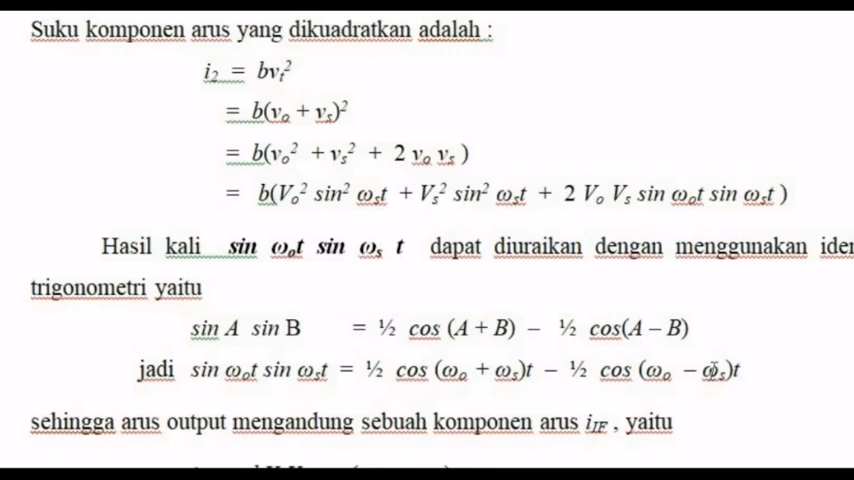 Suku komponen arus yang dikuadratkan adalah :
i₂ = bvₜ²
= b(vₒ + vₛ)²
= b(vₒ² + vₛ² + 2 vₒ vₛ )
= b(Vₒ² sin² ωₛt + Vₛ² sin² ωₛt + 2 Vₒ Vₛ sin ωₒt sin ωₛt )
Hasil kali sin ωₒt sin ωₛ t dapat diuraikan dengan menggunakan iden
trigonometri yaitu
sin A sin B = ½ cos (A + B) − ½ cos(A − B)
jadi sin ωₒt sin ωₛt = ½ cos (ωₒ + ωₛ)t − ½ cos (ωₒ − ωₛ)t
sehingga arus output mengandung sebuah komponen arus i_IF , yaitu